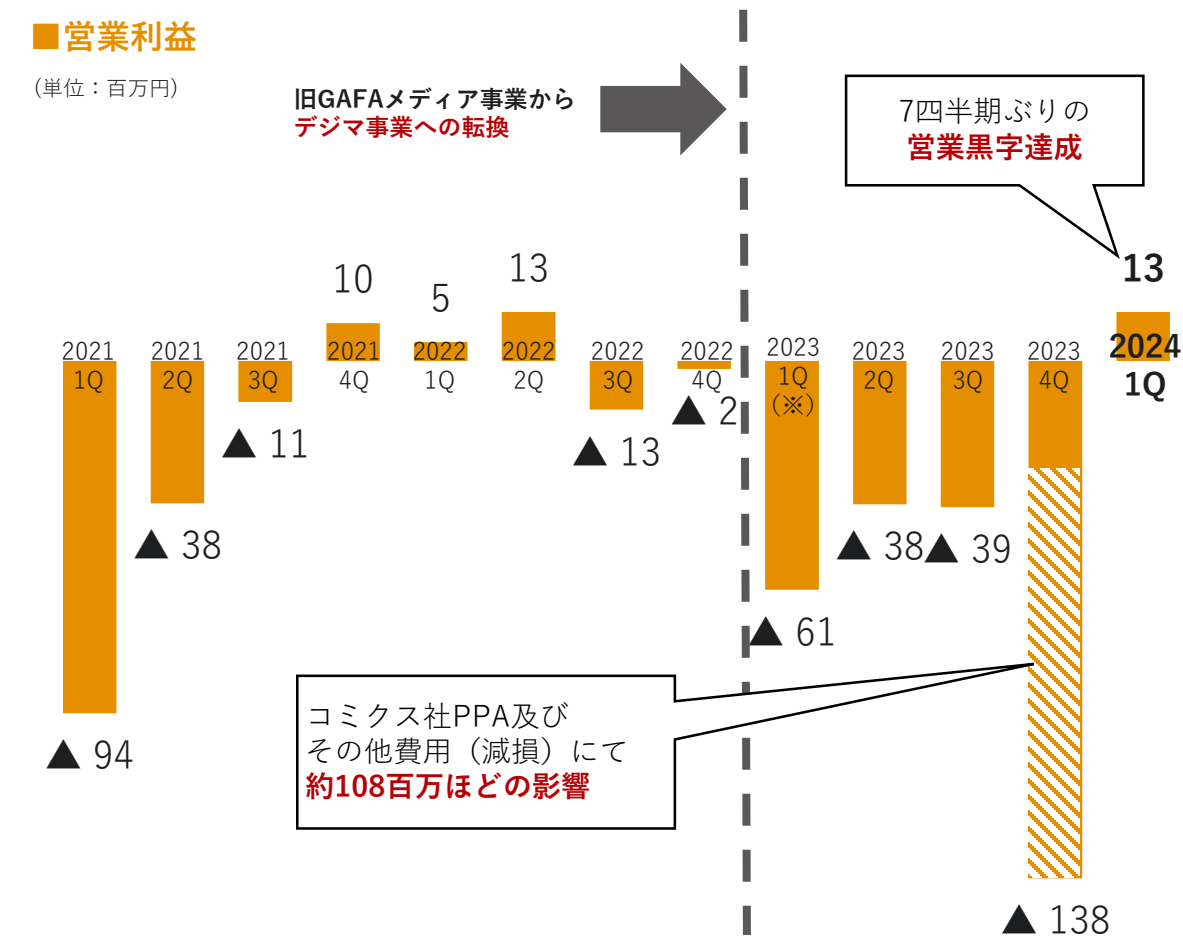 ■営業利益
(単位：百万円)
旧GAFAメディア事業から
デジマ事業への転換
7四半期ぶりの
営業黒字達成
2021
1Q
▲ 94
2021
2Q
▲ 38
2021
3Q
▲ 11
10
2021
4Q
5
2022
1Q
13
2022
2Q
2022
3Q
▲ 13
2022
4Q
▲ 2
2023
1Q
(※)
▲ 61
2023
2Q
▲ 38
2023
3Q
▲ 39
2023
4Q
▲ 138
13
2024
1Q
コミクス社PPA及び
その他費用（減損）にて
約108百万ほどの影響